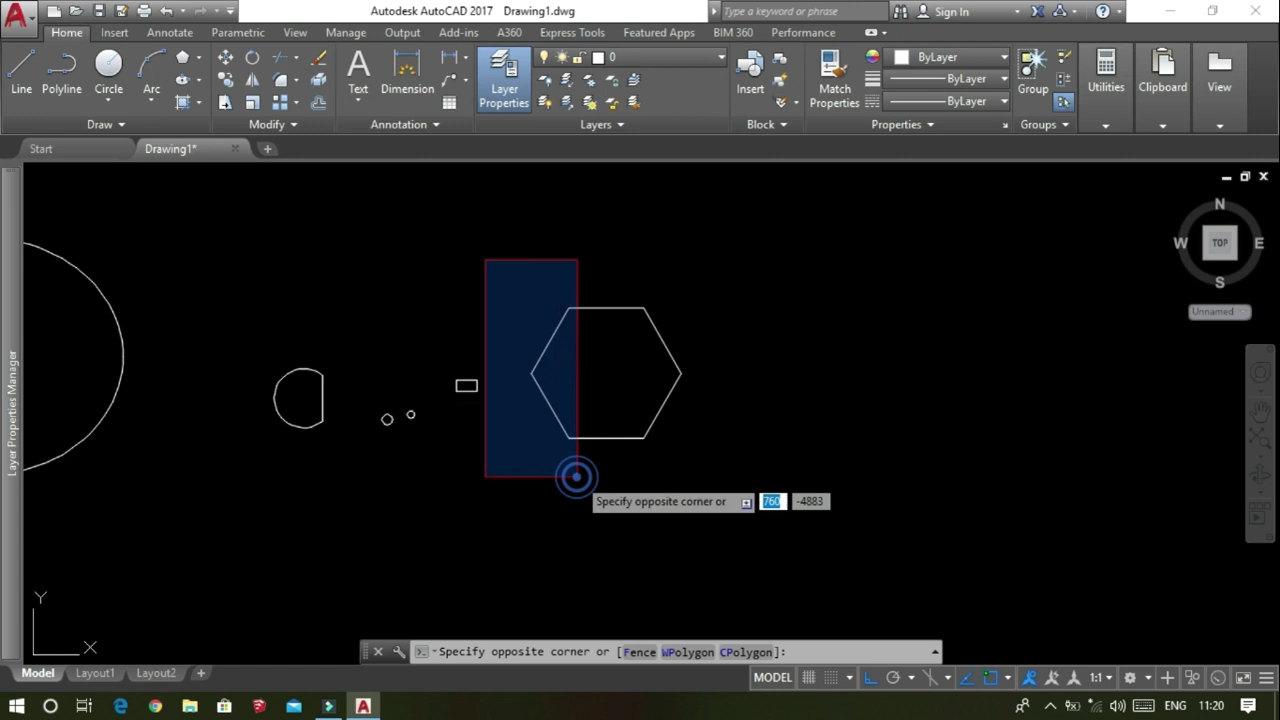 Autodesk AutoCAD 2017 Drawing1.dwg
Type a keyword or phrase
Sign In
Home Insert Annotate Parametric View Manage Output Add-ins A360 Express Tools Featured Apps BIM 360 Performance
Line Polyline Circle Arc
Text Dimension
Layer
Properties
0
Insert
Match
Properties
ByLayer
ByLayer
ByLayer
Group
Utilities
Clipboard
View
Draw Modify Annotation Layers Block Properties Groups
Start Drawing1*
N
W TOP E
S
Unnamed
Layer Properties Manager
Specify opposite corner or 760 -4883
Y
X
Specify opposite corner or [Fence WPolygon CPolygon]:
Model Layout1 Layout2
MODEL 1:1
ENG 11:20